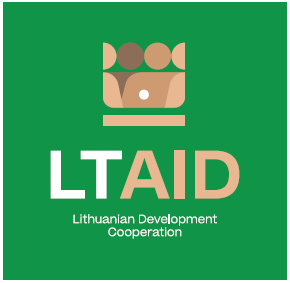 LTAID
Lithuanian Development
Cooperation